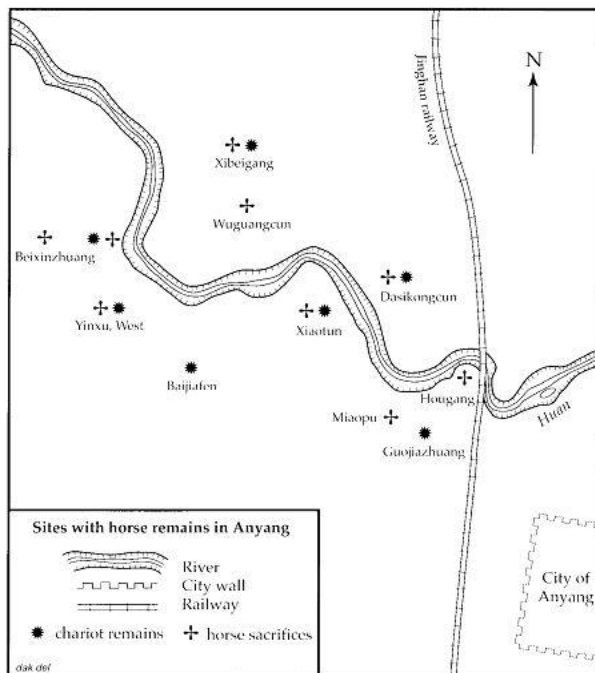 Jinghan railway
N
Xibeigang
Wuguangcun
Beixinzhuang
Dasikongcun
Yinxu, West
Xiaotun
Baijiafen
Hougang
Miaopu
Huan
Guojiazhuang
Sites with horse remains in Anyang
River
City wall
Railway
chariot remains
horse sacrifices
City of
Anyang
dak del